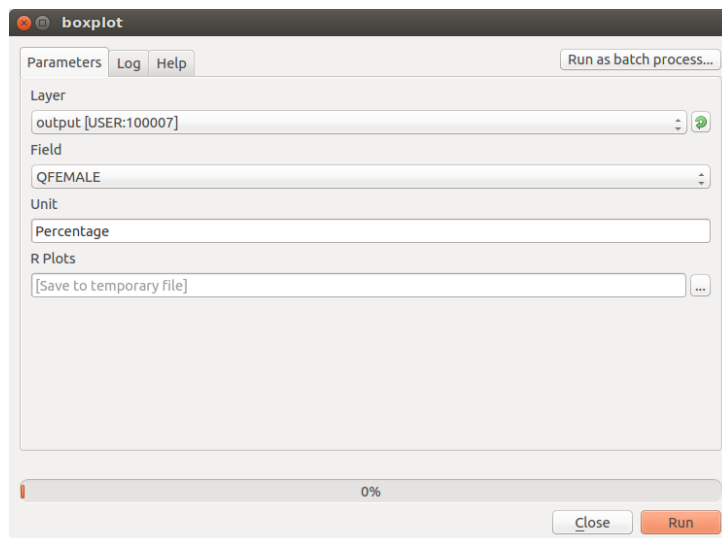 boxplot
Parameters Log Help Run as batch process...
Layer
output [USER:100007]
Field
QFEMALE
Unit
Percentage
R Plots
[Save to temporary file] ...
0%
Close Run